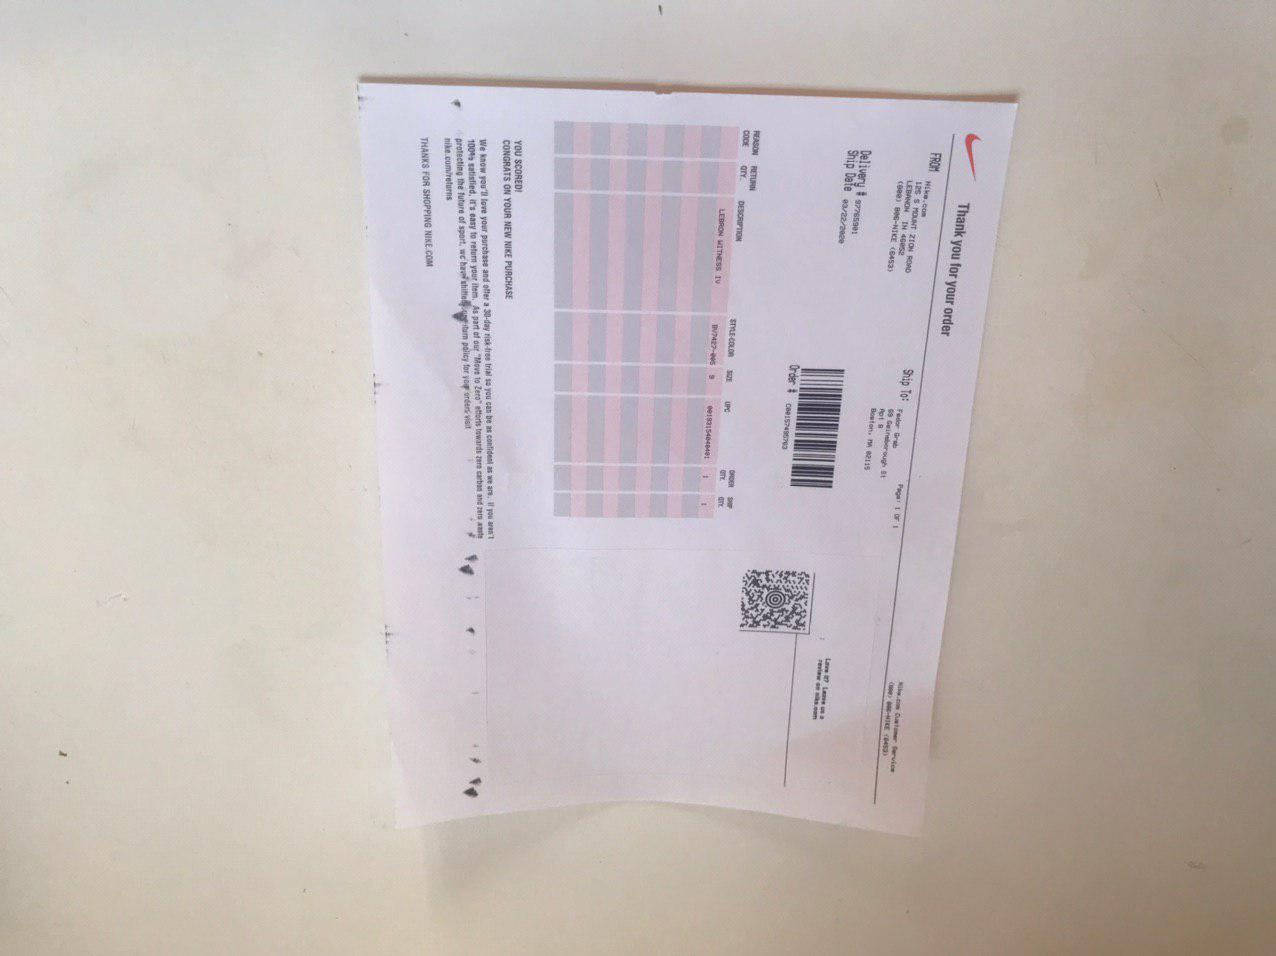 Thank you for your order
FROM
Nike.com
125 S MOUNT ZION ROAD
LEBANON IN 46052
(800) 806-NIKE (6453)
Ship To:
Fedor Grab
69 Gainsborough St
Apt 9
Boston, MA 02115
Page: 1 OF 1
Nike.com Customer Service
(800) 806-NIKE (6453)
Delivery # 97765901
Ship Date 03/22/2020
Order # C00157495763
Love it? Leave us a
review on nike.com
REASON CODE RETURN QTY. DESCRIPTION STYLE-COLOR SIZE UPC ORDER QTY. SHIP QTY.
LEBRON WITNESS IV BV7427-005 9 00193154040401 1 1
YOU SCORED!
CONGRATS ON YOUR NEW NIKE PURCHASE
We know you'll love your purchase and offer a 30-day risk-free trial so you can be as confident as we are. If you aren't
100% satisfied, it's easy to return your item. As part of our "Move to Zero" efforts towards zero carbon and zero waste
protecting the future of sport, we have shifted policy for your orders visit
nike.com/returns
THANKS FOR SHOPPING NIKE.COM